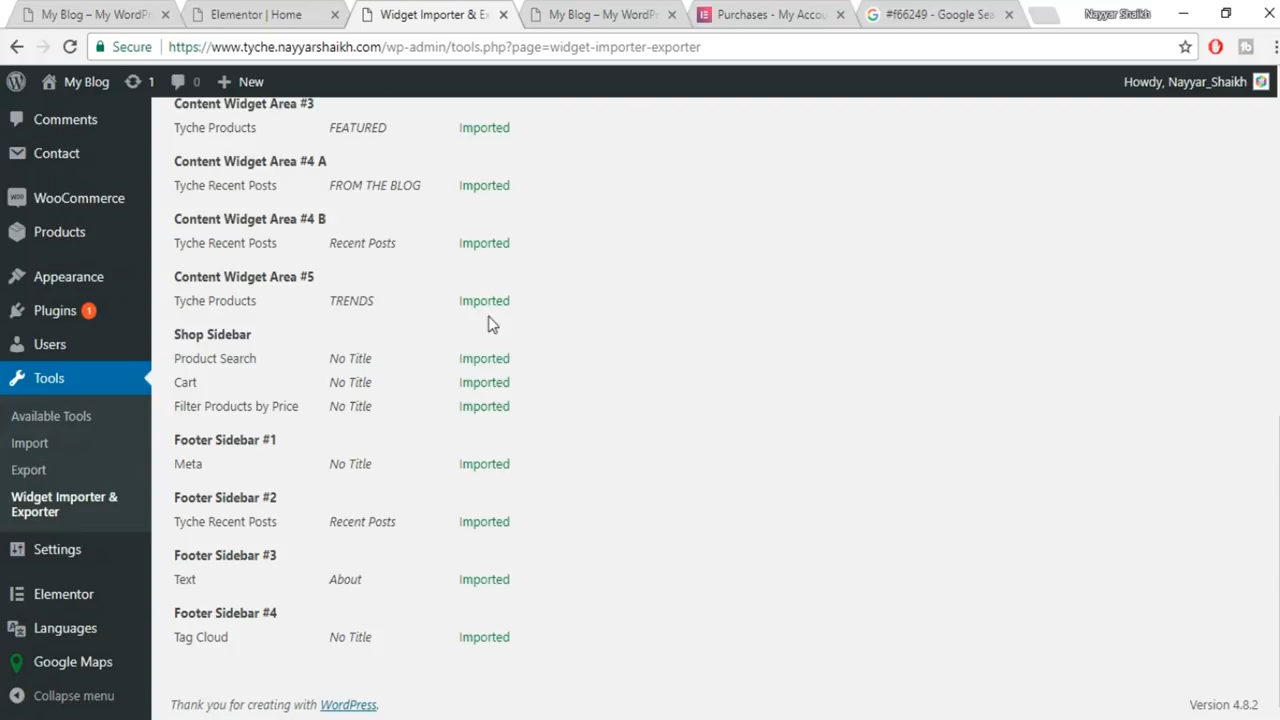 My Blog – My WordPr
Elementor | Home
Widget Importer & E
My Blog – My WordPr
Purchases - My Accou
#f66249 - Google Sea
Nayyar Shaikh
Secure
https://www.tyche.nayyarshaikh.com/wp-admin/tools.php?page=widget-importer-exporter
My Blog
1
0
New
Howdy, Nayyar_Shaikh
Comments
Contact
WooCommerce
Products
Appearance
Plugins 1
Users
Tools
Available Tools
Import
Export
Widget Importer &
Exporter
Settings
Elementor
Languages
Google Maps
Collapse menu
Content Widget Area #3
Tyche Products FEATURED Imported
Content Widget Area #4 A
Tyche Recent Posts FROM THE BLOG Imported
Content Widget Area #4 B
Tyche Recent Posts Recent Posts Imported
Content Widget Area #5
Tyche Products TRENDS Imported
Shop Sidebar
Product Search No Title Imported
Cart No Title Imported
Filter Products by Price No Title Imported
Footer Sidebar #1
Meta No Title Imported
Footer Sidebar #2
Tyche Recent Posts Recent Posts Imported
Footer Sidebar #3
Text About Imported
Footer Sidebar #4
Tag Cloud No Title Imported
Thank you for creating with WordPress.
Version 4.8.2